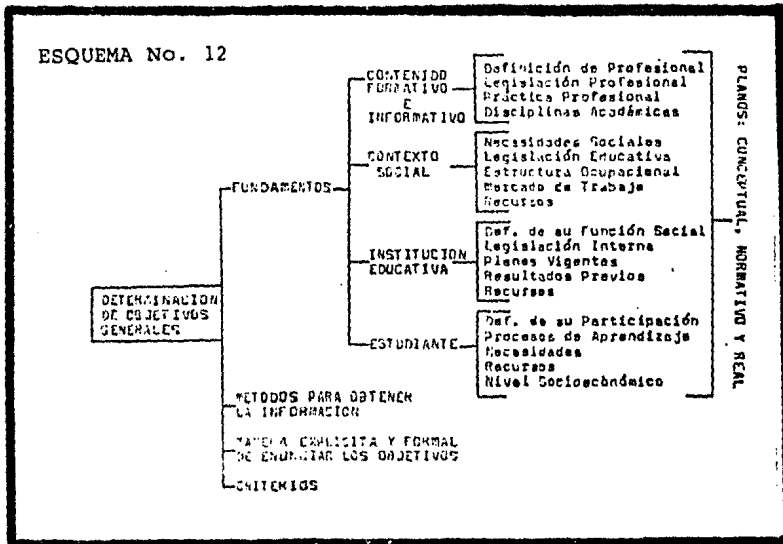 ESQUEMA No. 12
CONTENIDO
FORMATIVO
E
INFORMATIVO
Definición de Profesional
Legislación Profesional
Práctica Profesional
Disciplinas Académicas
CONTEXTO
SOCIAL
Necesidades Sociales
Legislación Educativa
Estructura Ocupacional
Mercado de Trabajo
Recursos
FUNDAMENTOS
INSTITUCION
EDUCATIVA
Def. de su Función Social
Legislación Interna
Planes Vigentes
Resultados Previos
Recursos
ESTUDIANTE
Def. de su Participación
Procesos de Aprendizaje
Necesidades
Recursos
Nivel Socioeconómico
PLANOS: CONCEPTUAL, NORMATIVO Y REAL
DETERMINACION
DE OBJETIVOS
GENERALES
METODOS PARA OBTENER
LA INFORMACION
MANERA EXPLICITA Y FORMAL
DE ENUNCIAR LOS OBJETIVOS
CRITERIOS